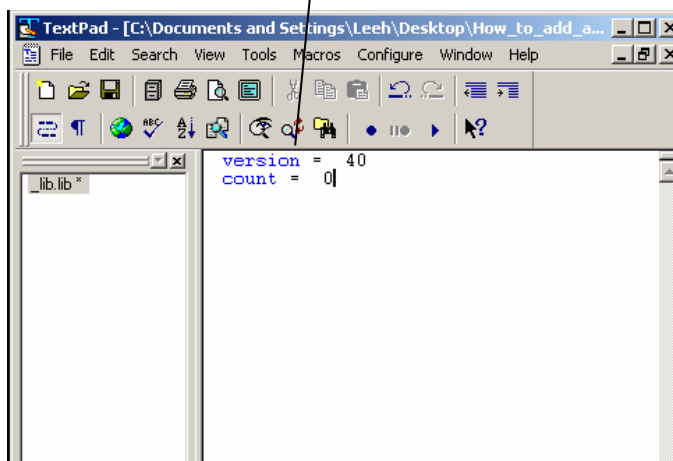 TextPad - [C:\Documents and Settings\Leeh\Desktop\How_to_add_a...
File Edit Search View Tools Macros Configure Window Help
ABC
_lib.lib *
version = 40
count = 0